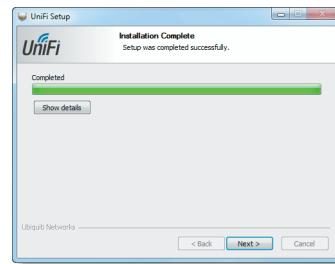 UniFi Setup
UniFi
Installation Complete
Setup was completed successfully.
Completed
Show details
Ubiquiti Networks
< Back
Next >
Cancel